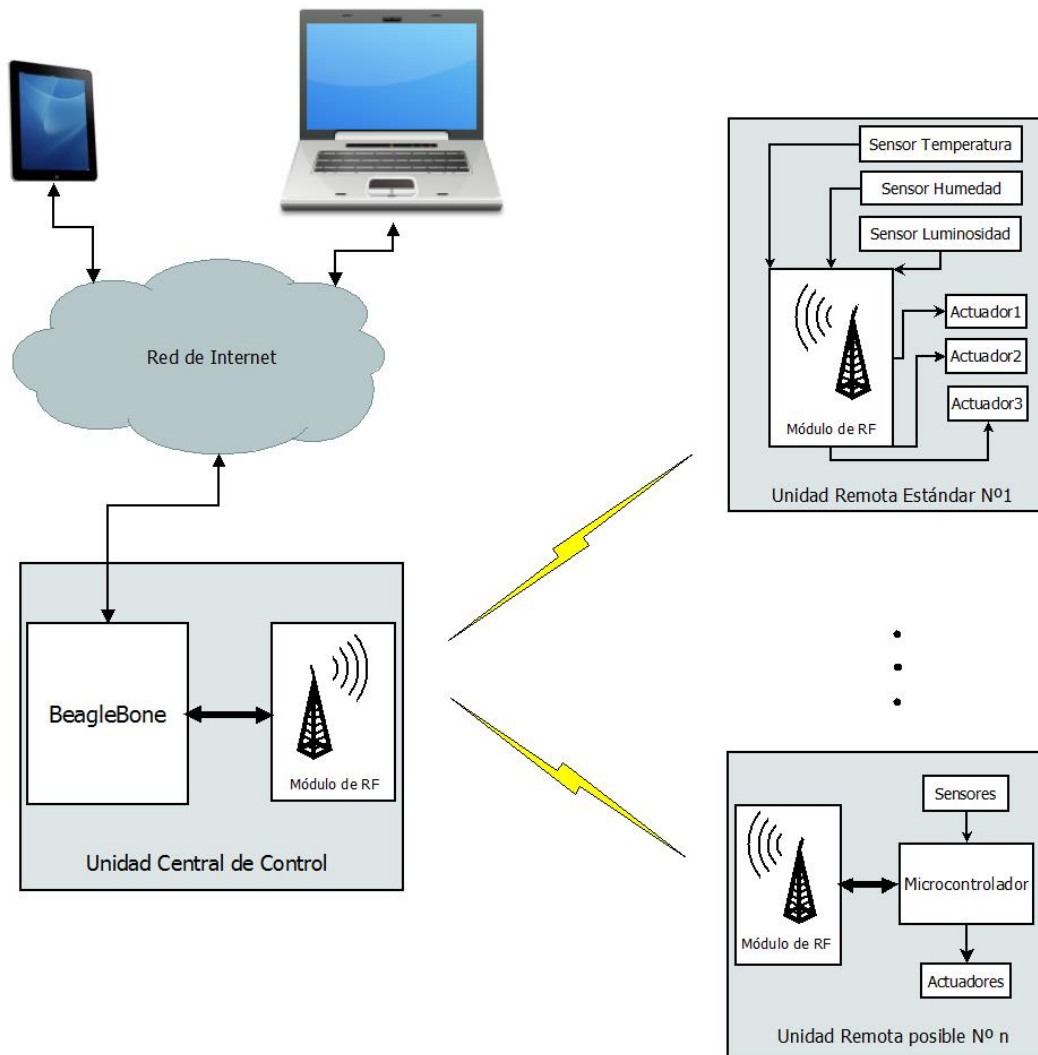 Sensor Temperatura
Sensor Humedad
Sensor Luminosidad
Actuador1
Actuador2
Actuador3
Módulo de RF
Unidad Remota Estándar Nº1
Red de Internet
BeagleBone
Módulo de RF
Unidad Central de Control
Sensores
Microcontrolador
Módulo de RF
Actuadores
Unidad Remota posible Nº n